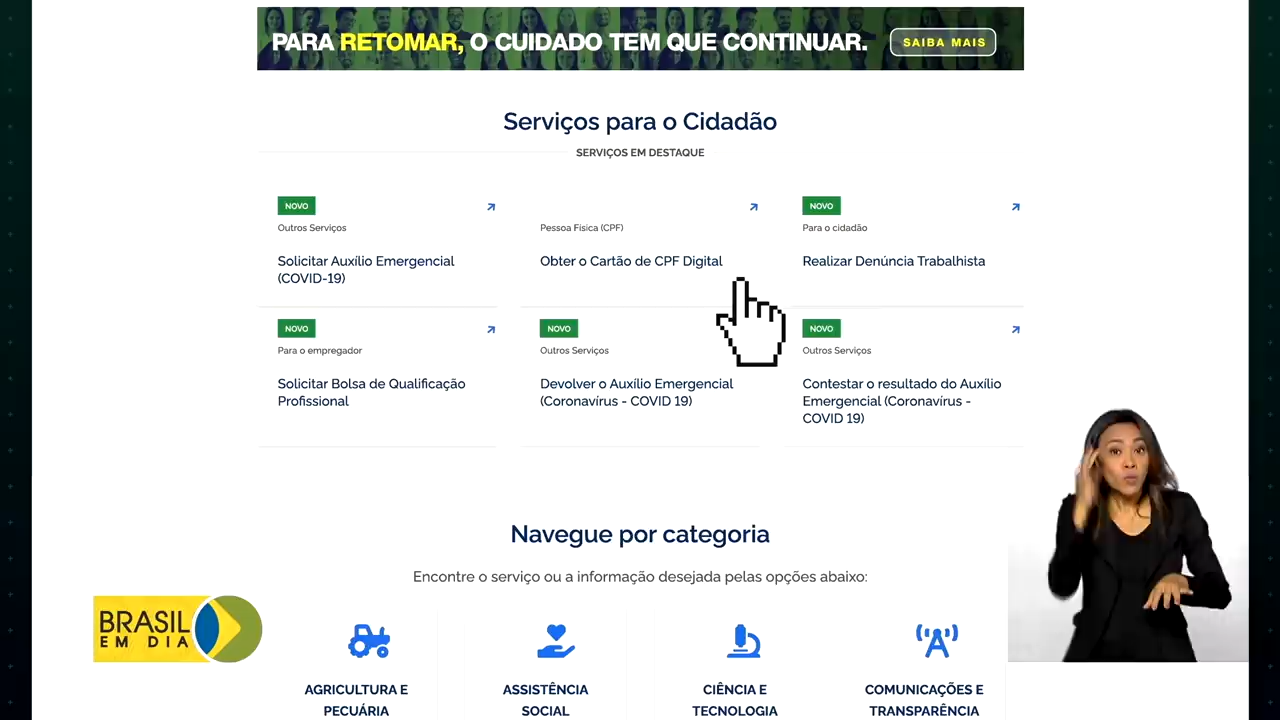 PARA RETOMAR, O CUIDADO TEM QUE CONTINUAR.
SAIBA MAIS
Serviços para o Cidadão
SERVIÇOS EM DESTAQUE
NOVO
Outros Serviços
Solicitar Auxílio Emergencial
(COVID-19)
Pessoa Física (CPF)
Obter o Cartão de CPF Digital
NOVO
Para o cidadão
Realizar Denúncia Trabalhista
NOVO
Para o empregador
Solicitar Bolsa de Qualificação
Profissional
NOVO
Outros Serviços
Devolver o Auxílio Emergencial
(Coronavírus - COVID 19)
NOVO
Outros Serviços
Contestar o resultado do Auxílio
Emergencial (Coronavírus -
COVID 19)
Navegue por categoria
Encontre o serviço ou a informação desejada pelas opções abaixo:
BRASIL
EM DIA
AGRICULTURA E
PECUÁRIA
ASSISTÊNCIA
SOCIAL
CIÊNCIA E
TECNOLOGIA
COMUNICAÇÕES E
TRANSPARÊNCIA